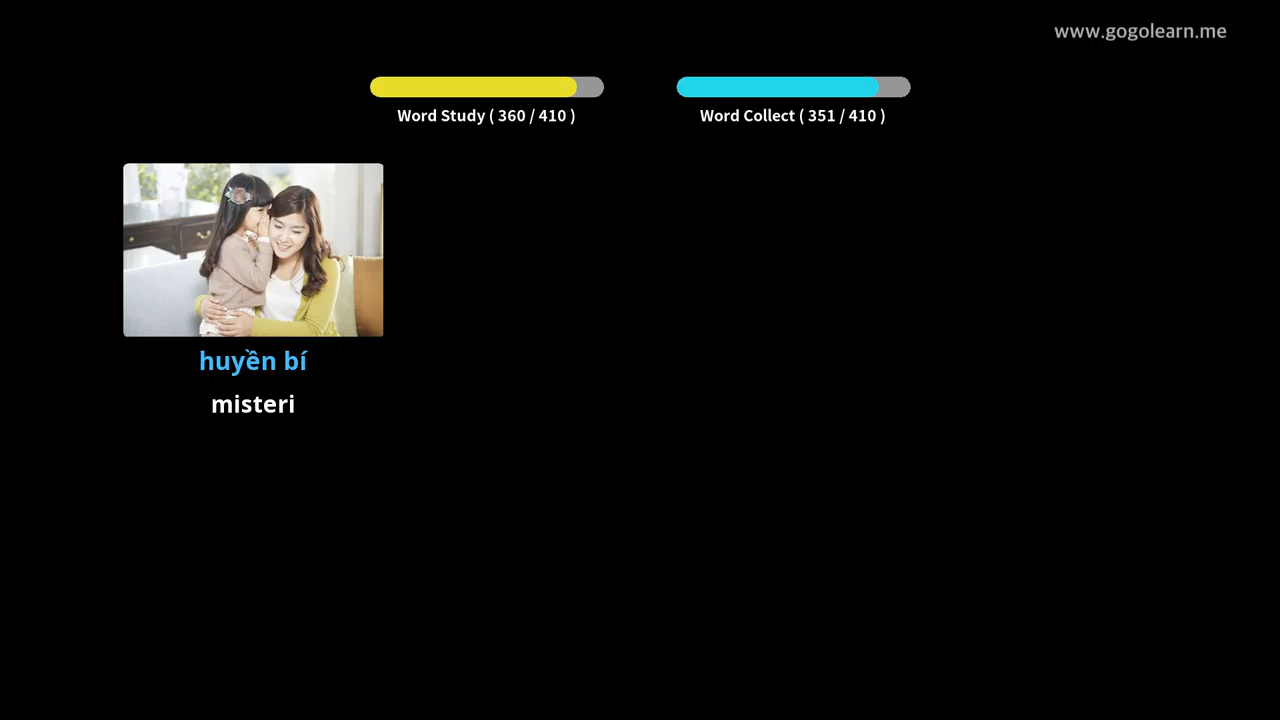 www.gogolearn.me
Word Study ( 360 / 410 )
Word Collect ( 351 / 410 )
huyền bí
misteri